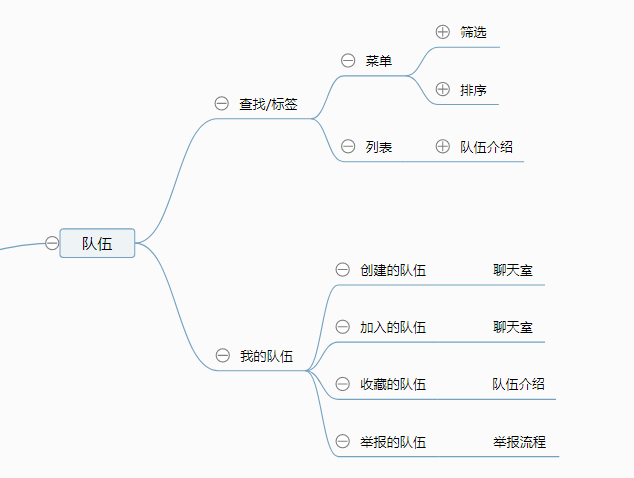 筛选
菜单
排序
查找/标签
列表 队伍介绍
队伍
创建的队伍 聊天室
加入的队伍 聊天室
我的队伍
收藏的队伍 队伍介绍
举报的队伍 举报流程